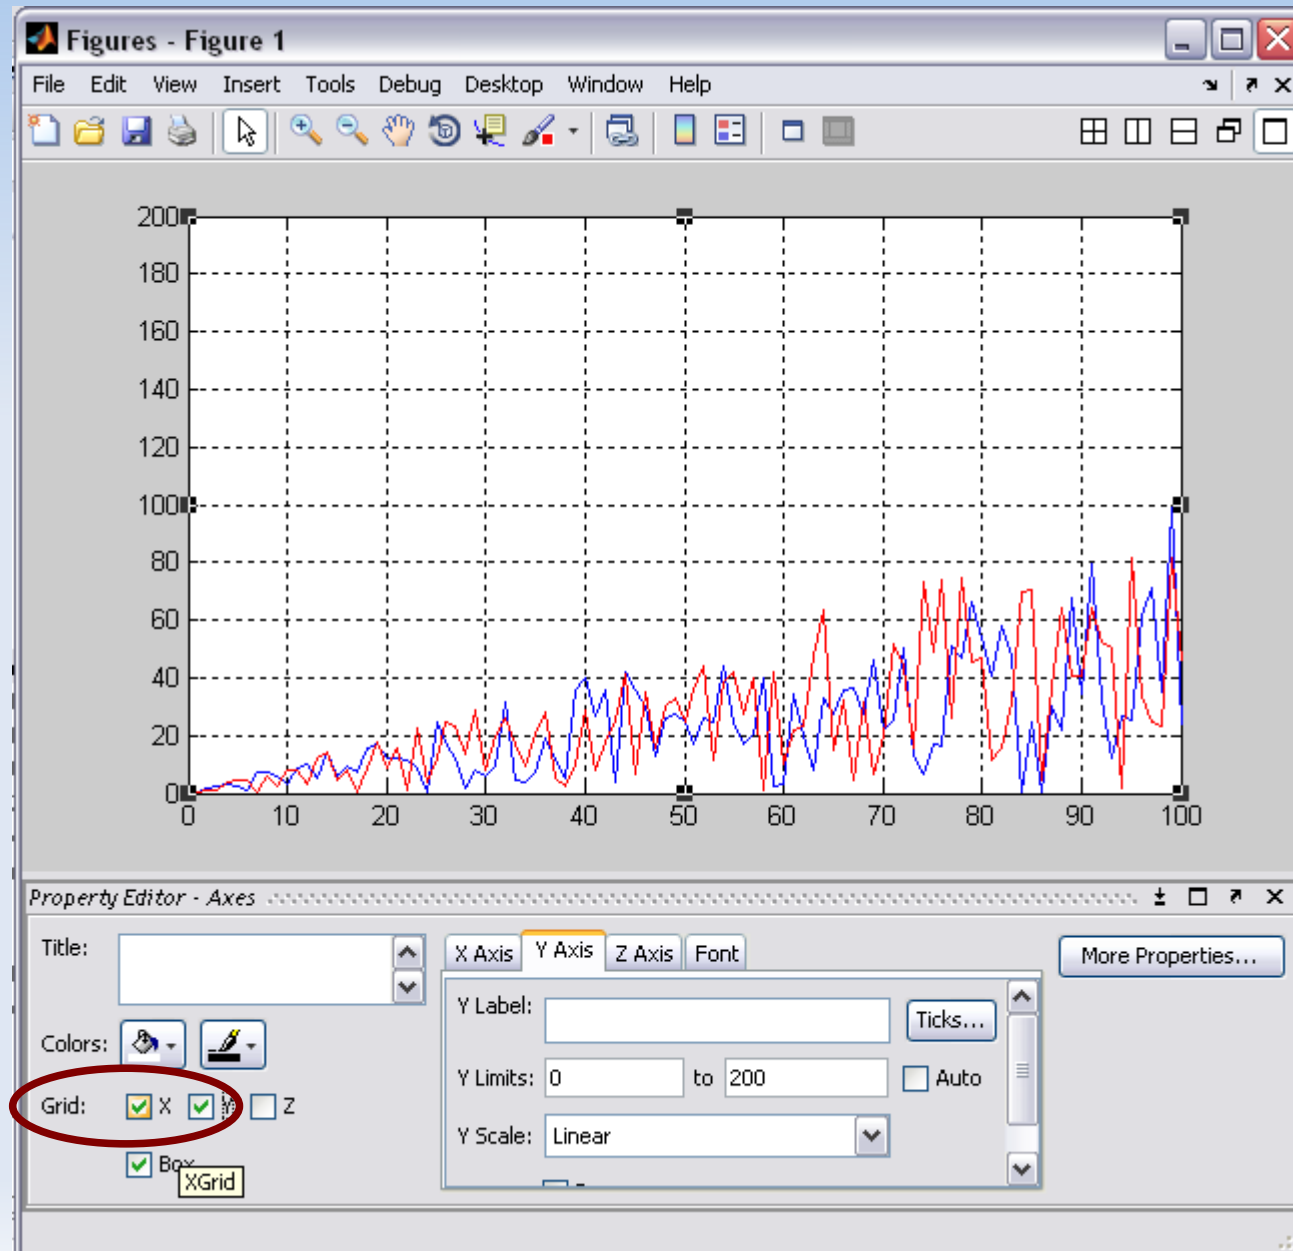 Figures - Figure 1
File Edit View Insert Tools Debug Desktop Window Help
200
180
160
140
120
100
80
60
40
20
0
0 10 20 30 40 50 60 70 80 90 100
Property Editor - Axes
Title:
X Axis Y Axis Z Axis Font
More Properties...
Y Label:
Ticks...
Colors:
Y Limits: 0 to 200 Auto
Grid: X Y Z
Y Scale: Linear
Box
XGrid